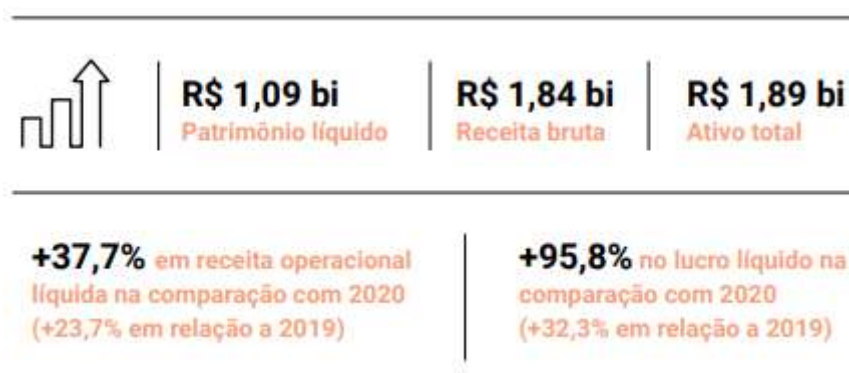 R$ 1,09 bi
Patrimônio líquido
R$ 1,84 bi
Receita bruta
R$ 1,89 bi
Ativo total
+37,7% em receita operacional
líquida na comparação com 2020
(+23,7% em relação a 2019)
+95,8% no lucro líquido na
comparação com 2020
(+32,3% em relação a 2019)